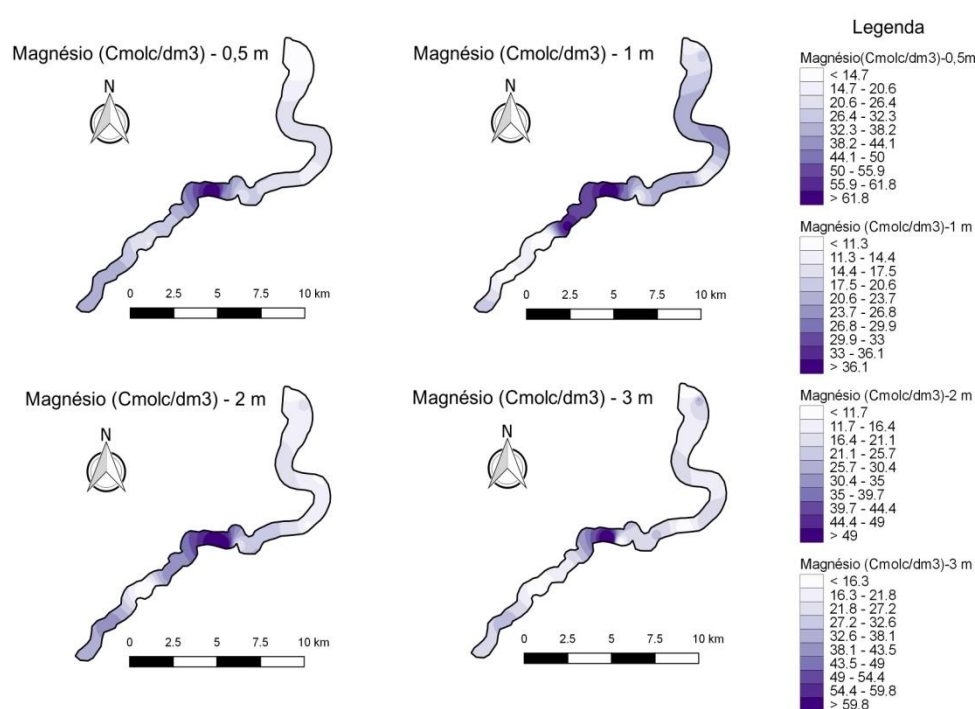 Magnésio (Cmolc/dm3) - 0,5 m
N
0 2.5 5 7.5 10 km
Magnésio (Cmolc/dm3) - 1 m
N
0 2.5 5 7.5 10 km
Magnésio (Cmolc/dm3) - 2 m
N
0 2.5 5 7.5 10 km
Magnésio (Cmolc/dm3) - 3 m
N
0 2.5 5 7.5 10 km
Legenda
Magnésio(Cmolc/dm3)-0,5m
< 14.7
14.7 - 20.6
20.6 - 26.4
26.4 - 32.3
32.3 - 38.2
38.2 - 44.1
44.1 - 50
50 - 55.9
55.9 - 61.8
> 61.8
Magnésio (Cmolc/dm3)-1 m
< 11.3
11.3 - 14.4
14.4 - 17.5
17.5 - 20.6
20.6 - 23.7
23.7 - 26.8
26.8 - 29.9
29.9 - 33
33 - 36.1
> 36.1
Magnésio (Cmolc/dm3)-2 m
< 11.7
11.7 - 16.4
16.4 - 21.1
21.1 - 25.7
25.7 - 30.4
30.4 - 35
35 - 39.7
39.7 - 44.4
44.4 - 49
> 49
Magnésio (Cmolc/dm3)-3 m
< 16.3
16.3 - 21.8
21.8 - 27.2
27.2 - 32.6
32.6 - 38.1
38.1 - 43.5
43.5 - 49
49 - 54.4
54.4 - 59.8
> 59.8